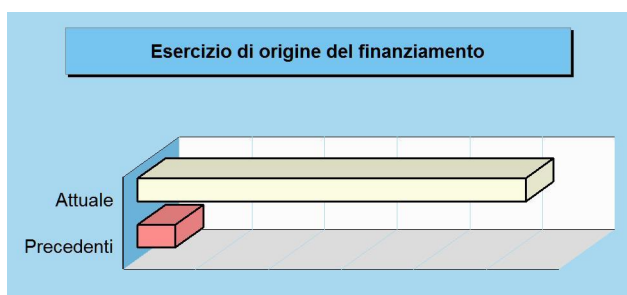 Esercizio di origine del finanziamento
Attuale
Precedenti